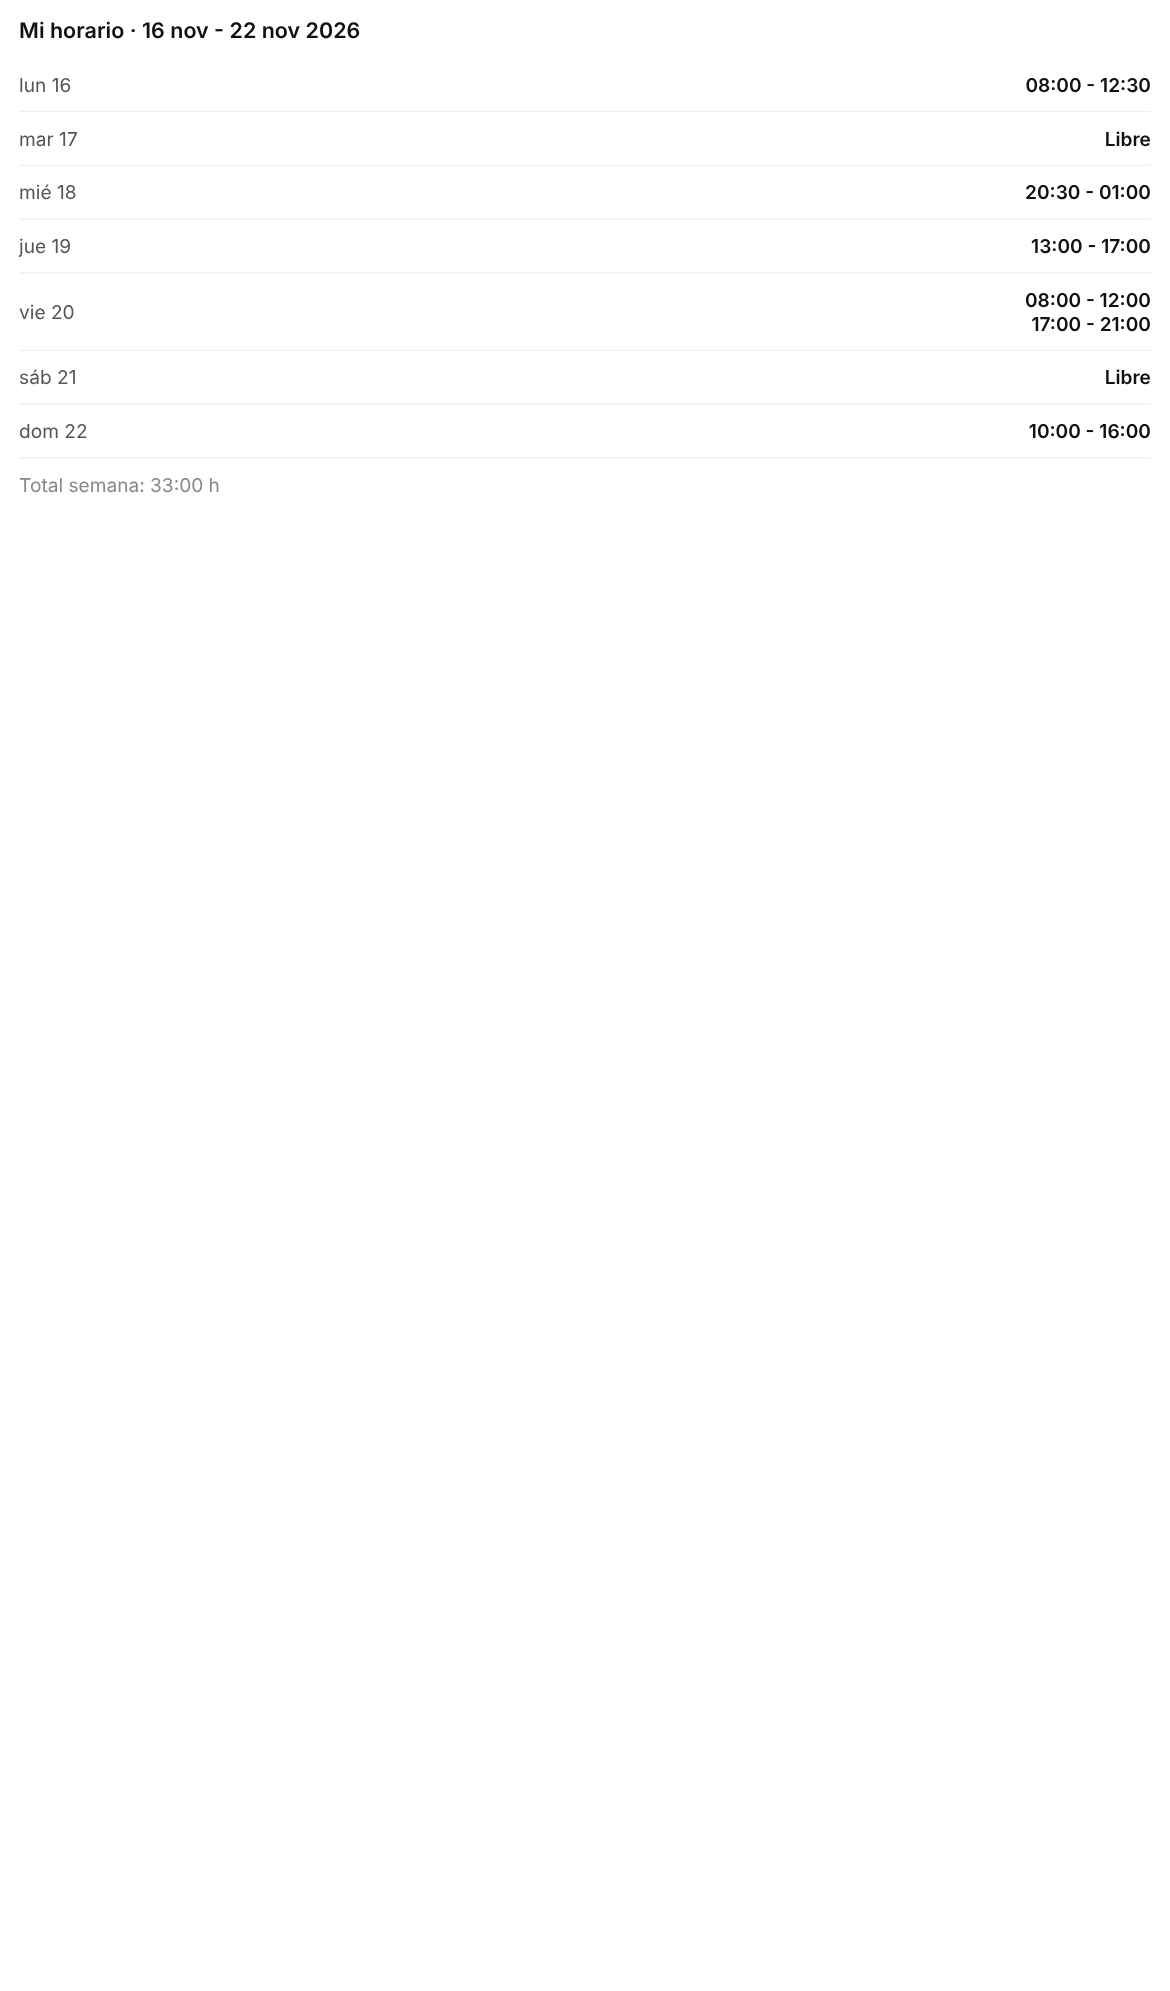 Mi horario · 16 nov - 22 nov 2026
lun 16 08:00 - 12:30
mar 17 Libre
mié 18 20:30 - 01:00
jue 19 13:00 - 17:00
vie 20 08:00 - 12:00
17:00 - 21:00
sáb 21 Libre
dom 22 10:00 - 16:00
Total semana: 33:00 h